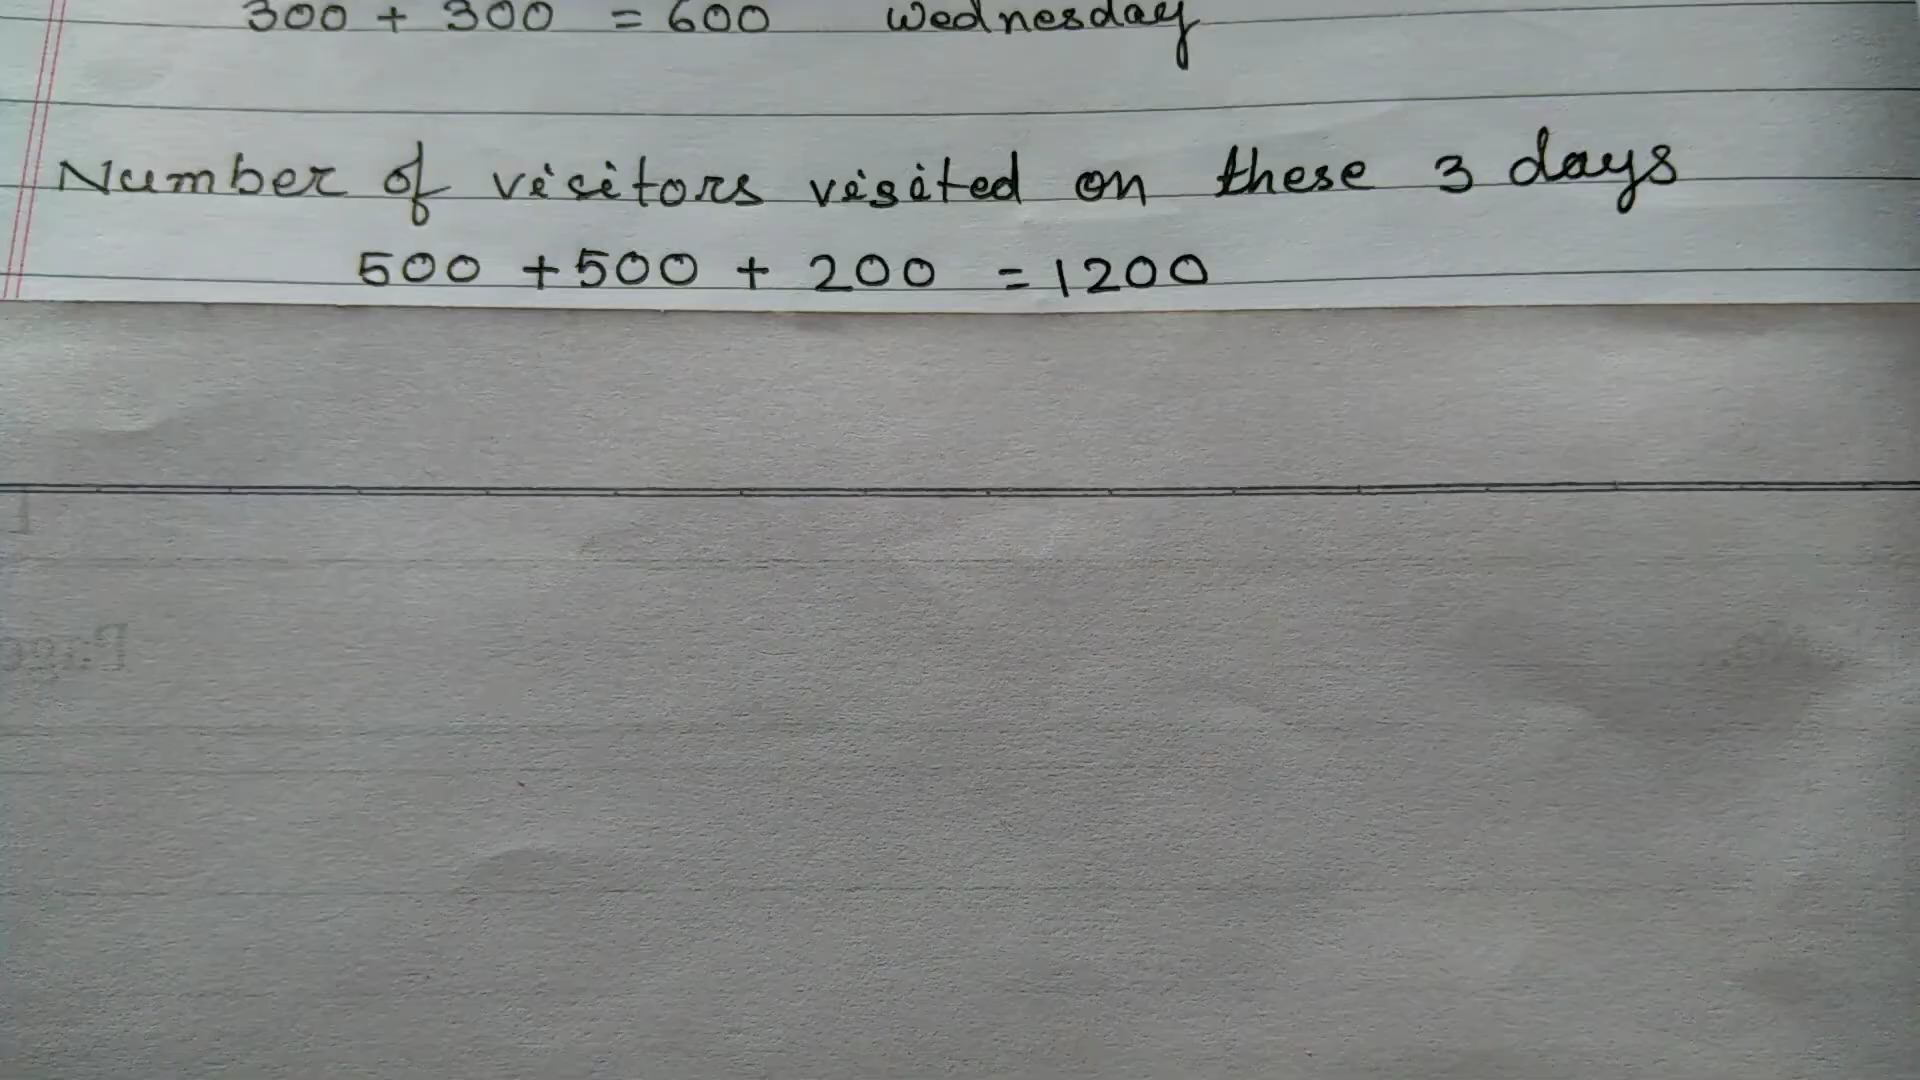 300 + 300 = 600 Wednesday
Number of visitors visited on these 3 days
500 + 500 + 200 = 1200